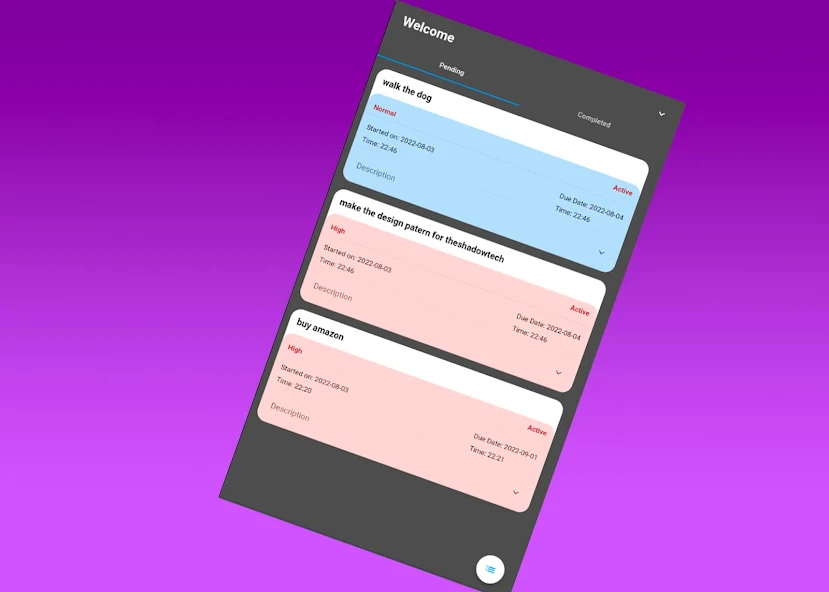 Welcome
Pending
Completed
walk the dog
Normal
Active
Started on: 2022-08-03
Due Date: 2022-08-04
Time: 22:46
Time: 22:46
Description
make the design patern for theshadowtech
High
Active
Started on: 2022-08-03
Due Date: 2022-08-04
Time: 22:46
Time: 22:46
Description
buy amazon
High
Active
Started on: 2022-08-03
Due Date: 2022-09-01
Time: 22:20
Time: 22:21
Description